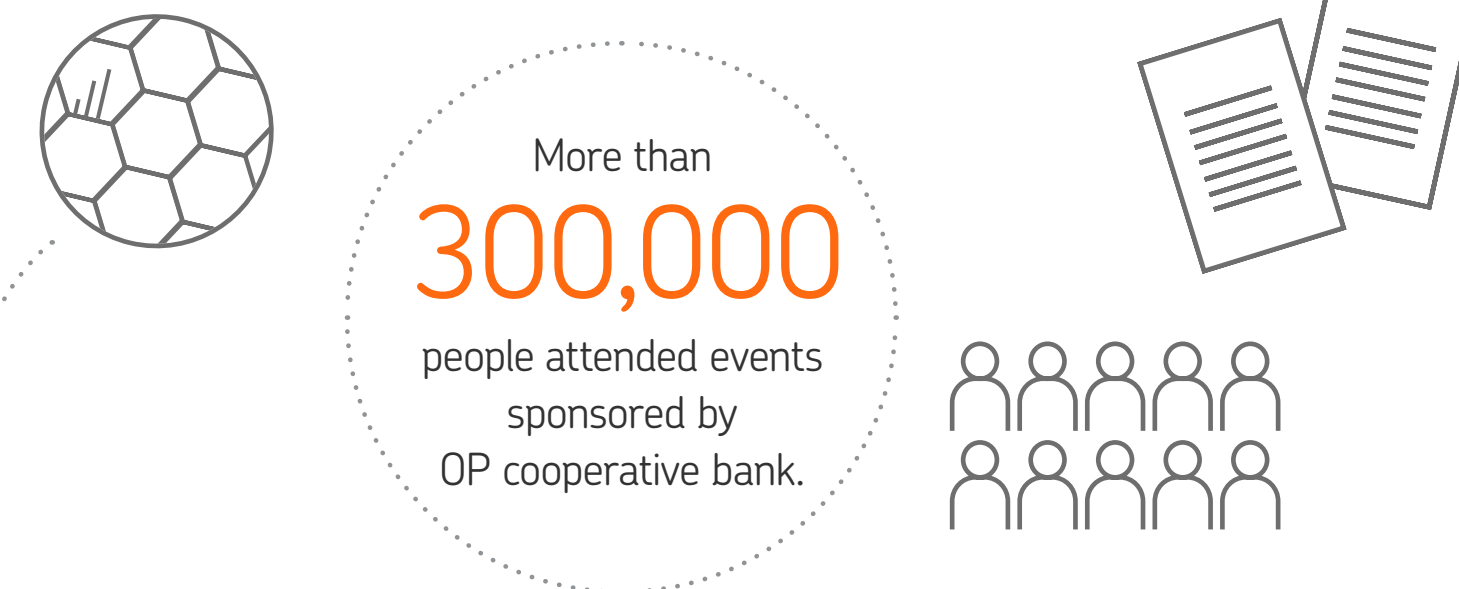 More than
300,000
people attended events
sponsored by
OP cooperative bank.